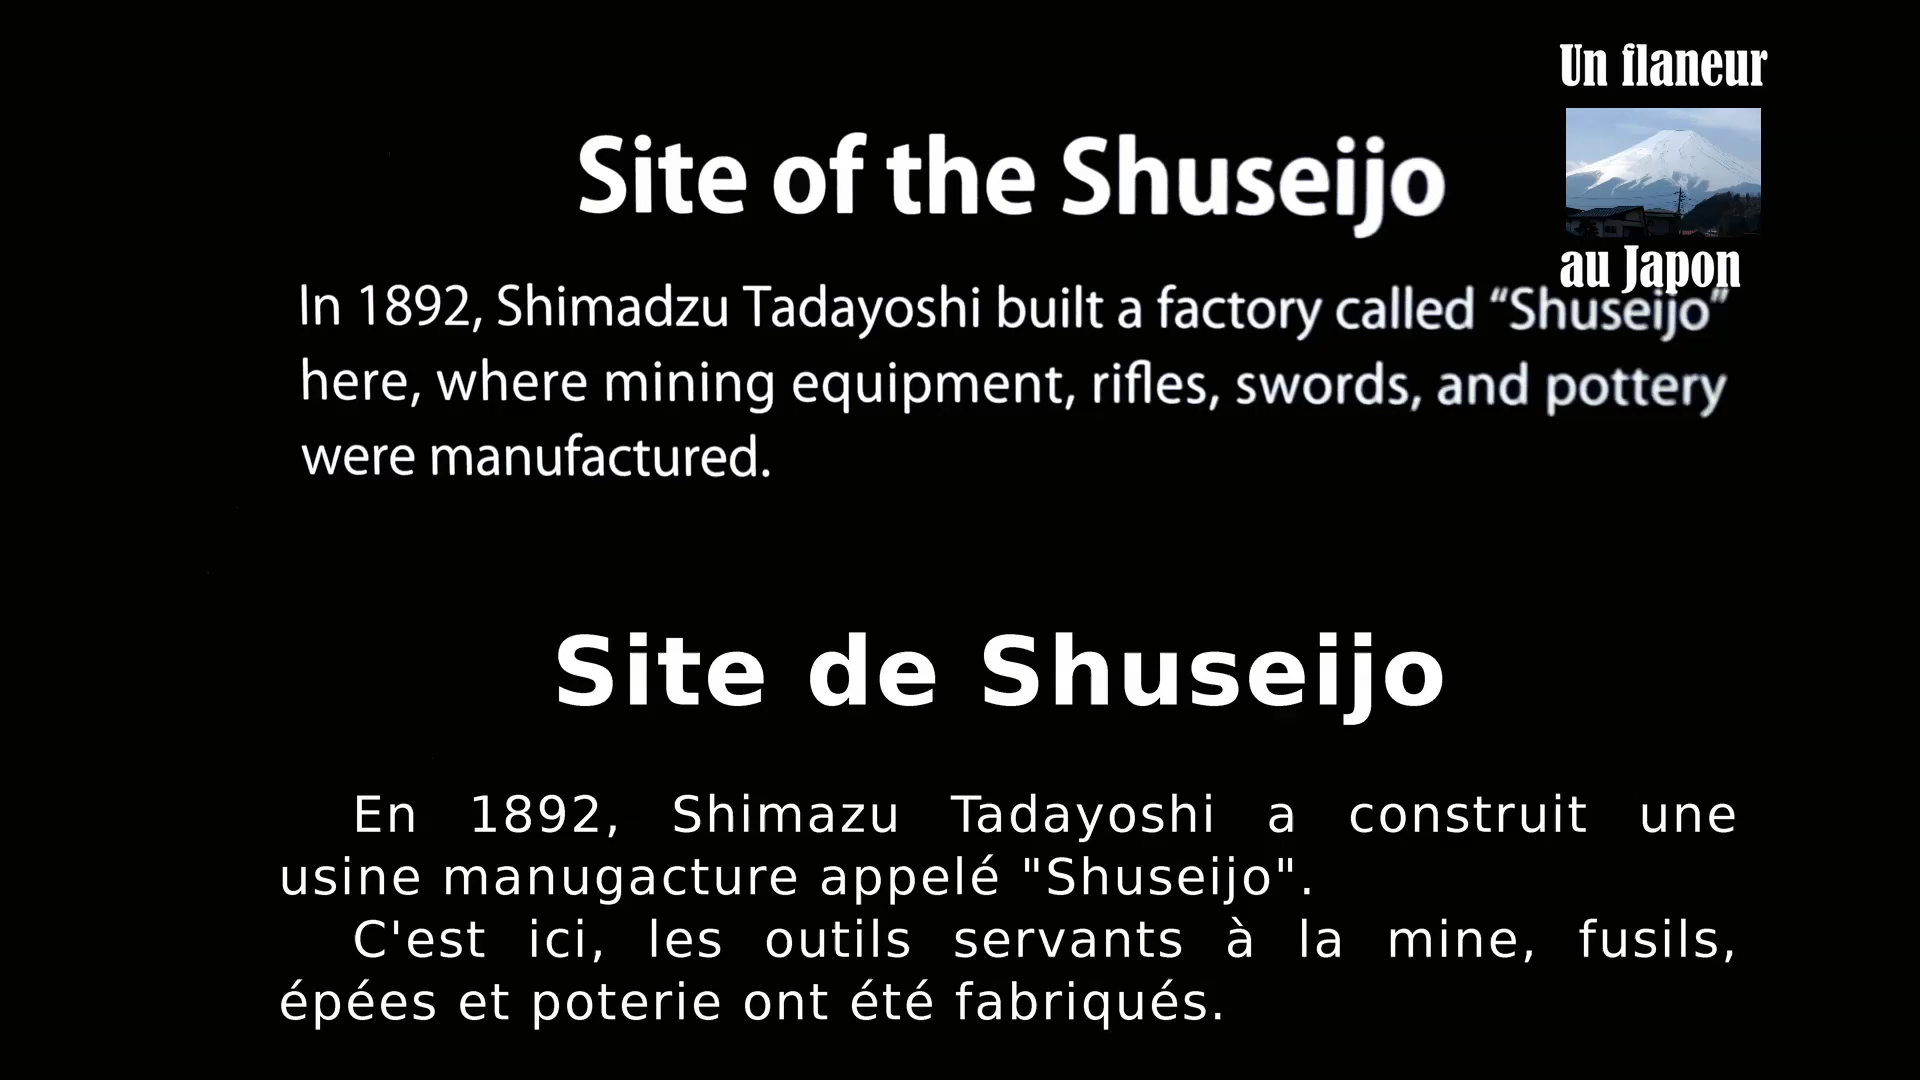 Un flaneur
au Japon
Site of the Shuseijo
In 1892, Shimadzu Tadayoshi built a factory called “Shuseijo”
here, where mining equipment, rifles, swords, and pottery
were manufactured.
Site de Shuseijo
En 1892, Shimazu Tadayoshi a construit une
usine manugacture appelé "Shuseijo".
C'est ici, les outils servants à la mine, fusils,
épées et poterie ont été fabriqués.